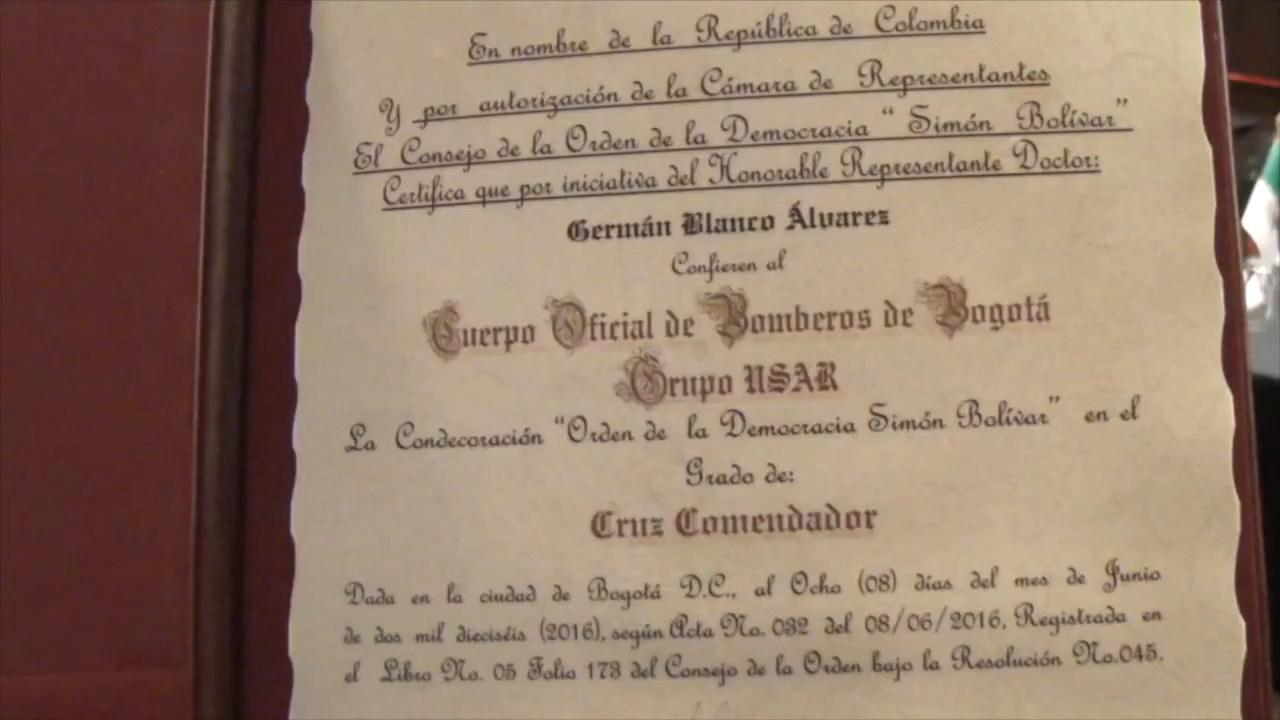 En nombre de la República de Colombia
Y por autorización de la Cámara de Representantes
El Consejo de la Orden de la Democracia “ Simón Bolívar”
Certifica que por iniciativa del Honorable Representante Doctor:
Germán Blanco Álvarez
Confieren al
Cuerpo Oficial de Bomberos de Bogotá
Grupo USAR
La Condecoración “Orden de la Democracia Simón Bolívar” en el
Grado de:
Cruz Comendador
Dada en la ciudad de Bogotá D.C., al Ocho (08) días del mes de Junio
de dos mil dieciséis (2016), según Acta No. 032 del 08/06/2016, Registrada en
el Libro No. 05 Folio 173 del Consejo de la Orden bajo la Resolución No.045.